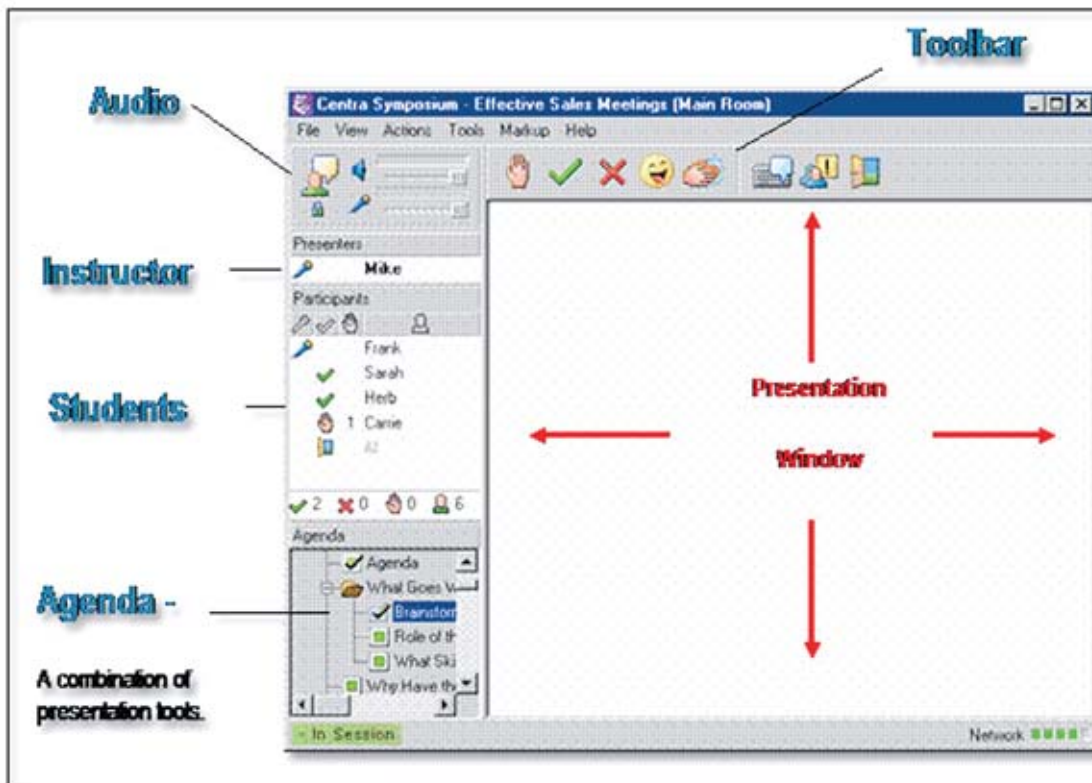 Toolbar
Audio
Centra Symposium - Effective Sales Meetings (Main Room)
File View Actions Tools Markup Help
Presenters
Instructor
Mike
Participants
Frank
Sarah
Students
Herb
1 Carrie
Al
2 0 0 6
Presentation
Window
Agenda
Agenda
What Goes
Agenda -
Brainstor
Role of th
What Ski
A combination of
presentation tools.
Why Have the
- In Session
Network